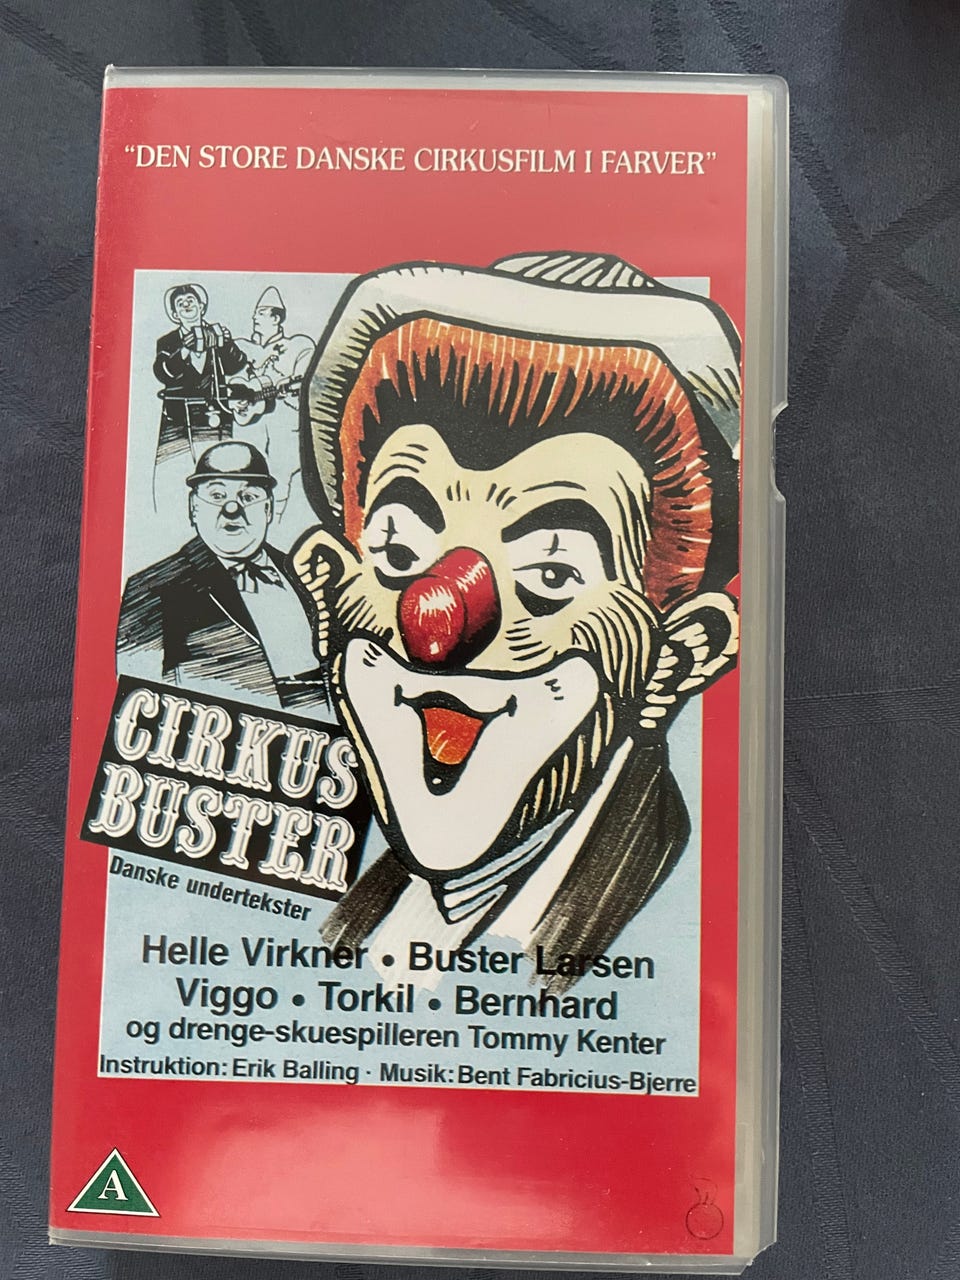 "DEN STORE DANSKE CIRKUSFILM I FARVER"
CIRKUS
BUSTER
Danske undertekster
Helle Virkner • Buster Larsen
Viggo • Torkil • Bernhard
og drenge-skuespilleren Tommy Kenter
Instruktion: Erik Balling · Musik: Bent Fabricius-Bjerre
A